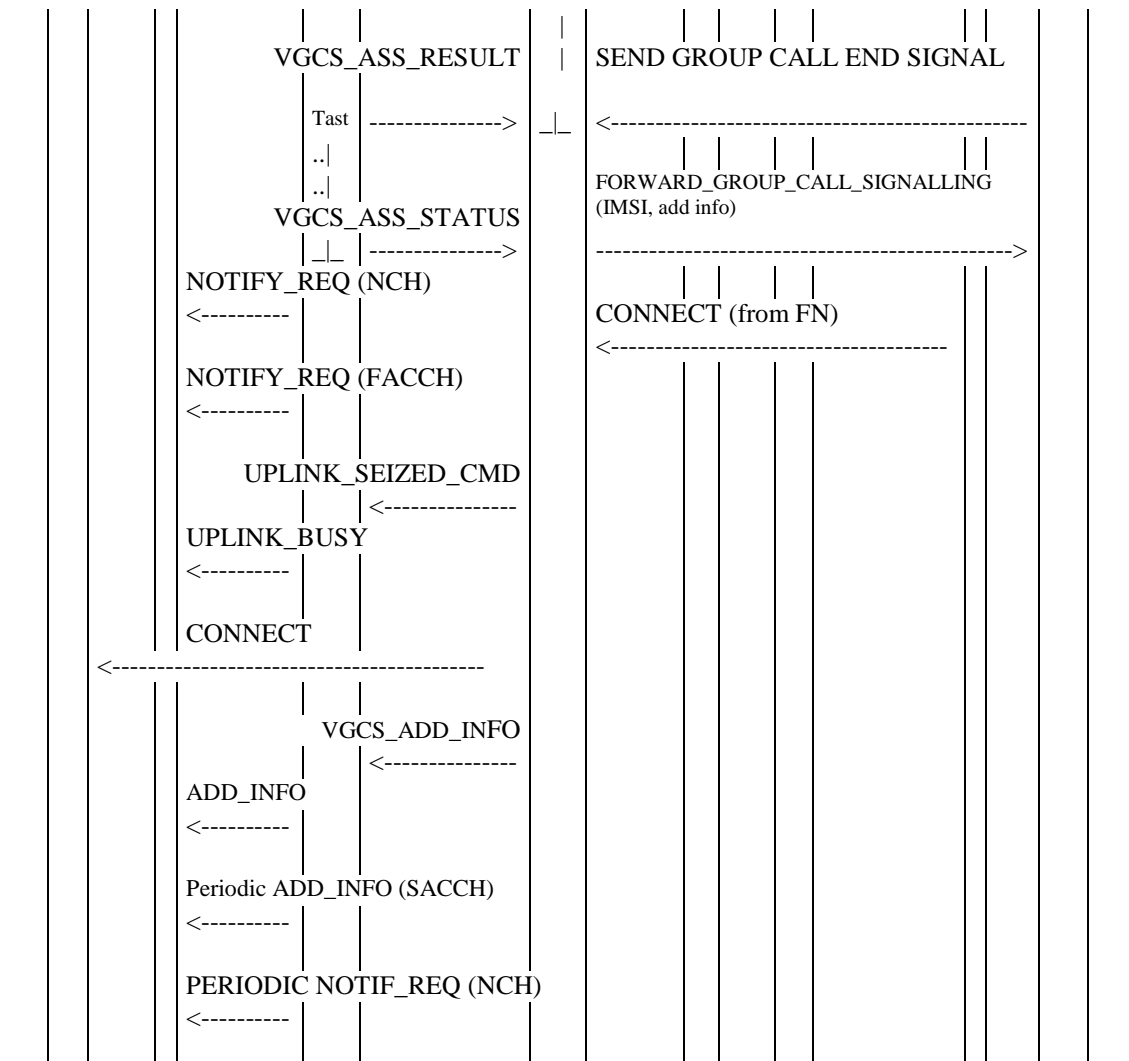 VGCS_ASS_RESULT | SEND GROUP CALL END SIGNAL
Tast ---------------> _|_ <-----------------------------------------------
..|
..| FORWARD_GROUP_CALL_SIGNALLING
(IMSI, add info)
VGCS_ASS_STATUS
_|_ ---------------> ----------------------------------------------->
NOTIFY_REQ (NCH)
<---------- CONNECT (from FN)
<--------------------------------------
NOTIFY_REQ (FACCH)
<----------
UPLINK_SEIZED_CMD
<---------------
UPLINK_BUSY
<----------
CONNECT
<------------------------------------------
VGCS_ADD_INFO
<---------------
ADD_INFO
<----------
Periodic ADD_INFO (SACCH)
<----------
PERIODIC NOTIF_REQ (NCH)
<----------